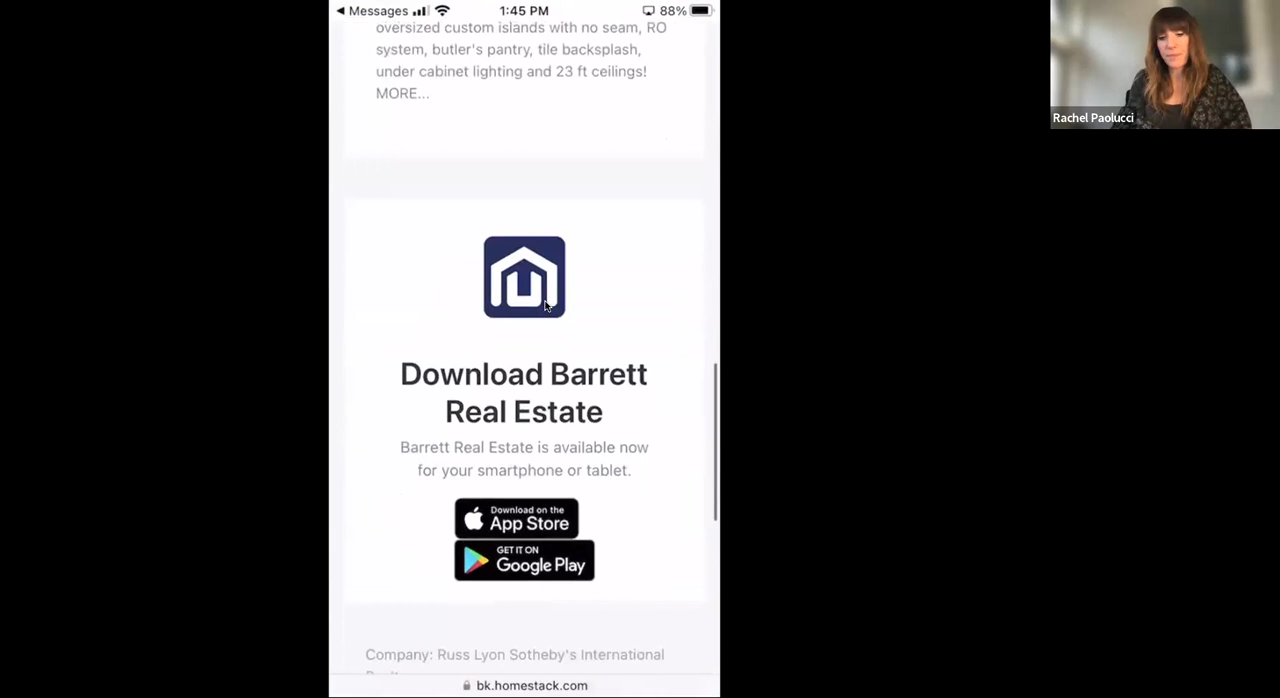 Messages 1:45 PM 88%
oversized custom islands with no seam, RO
system, butler's pantry, tile backsplash,
under cabinet lighting and 23 ft ceilings!
MORE...
Rachel Paolucci
Download Barrett
Real Estate
Barrett Real Estate is available now
for your smartphone or tablet.
Download on the
App Store
GET IT ON
Google Play
Company: Russ Lyon Sotheby's International
bk.homestack.com